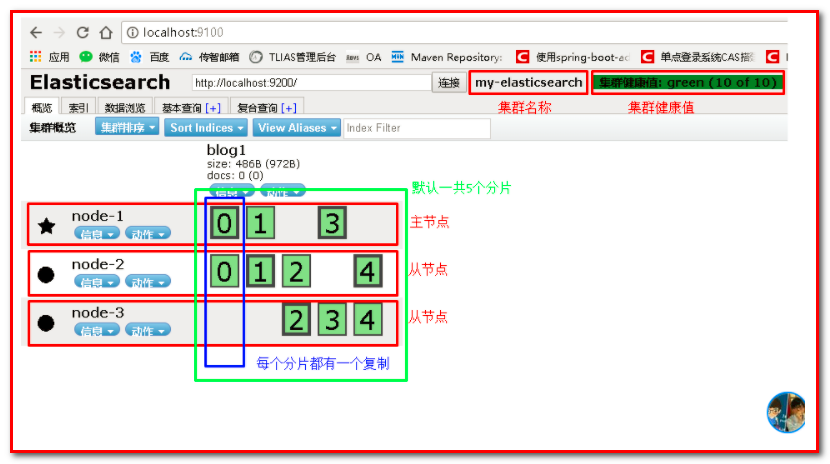 localhost:9100
应用 微信 百度 传智邮箱 TLIAS管理后台 OA Maven Repository: 使用spring-boot-ad 单点登录系统CAS搭
Elasticsearch http://localhost:9200/ 连接 my-elasticsearch 集群健康值: green (10 of 10)
概览 索引 数据浏览 基本查询 [+] 复合查询 [+] 集群名称 集群健康值
集群概览 集群排序 Sort Indices View Aliases Index Filter
blog1
size: 486B (972B)
docs: 0 (0)
信息 动作 默认一共5个分片
node-1 0 1 3 主节点
信息 动作
node-2 0 1 2 4 从节点
信息 动作
node-3 2 3 4 从节点
信息 动作
每个分片都有一个复制